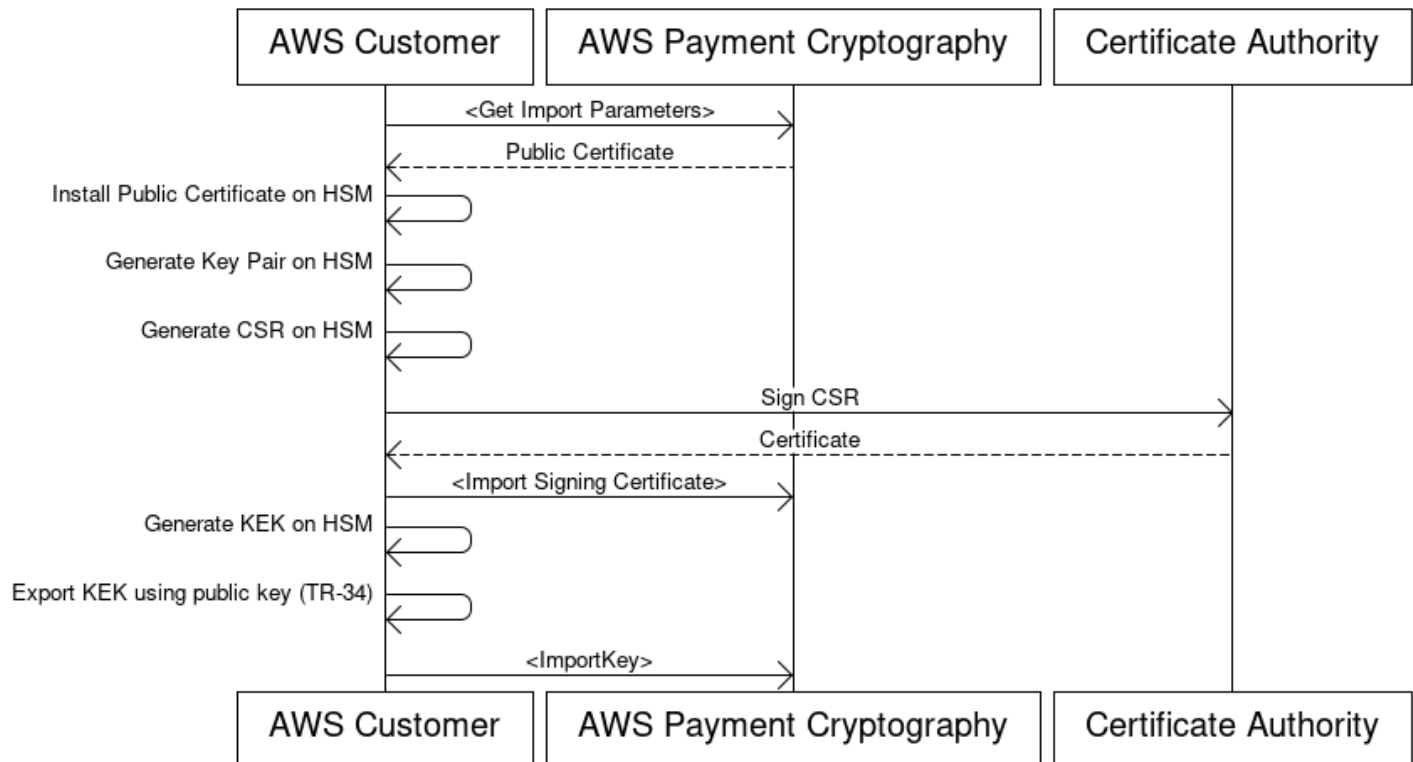 AWS Customer
AWS Payment Cryptography
Certificate Authority
<Get Import Parameters>
Public Certificate
Install Public Certificate on HSM
Generate Key Pair on HSM
Generate CSR on HSM
Sign CSR
Certificate
<Import Signing Certificate>
Generate KEK on HSM
Export KEK using public key (TR-34)
<ImportKey>
AWS Customer
AWS Payment Cryptography
Certificate Authority